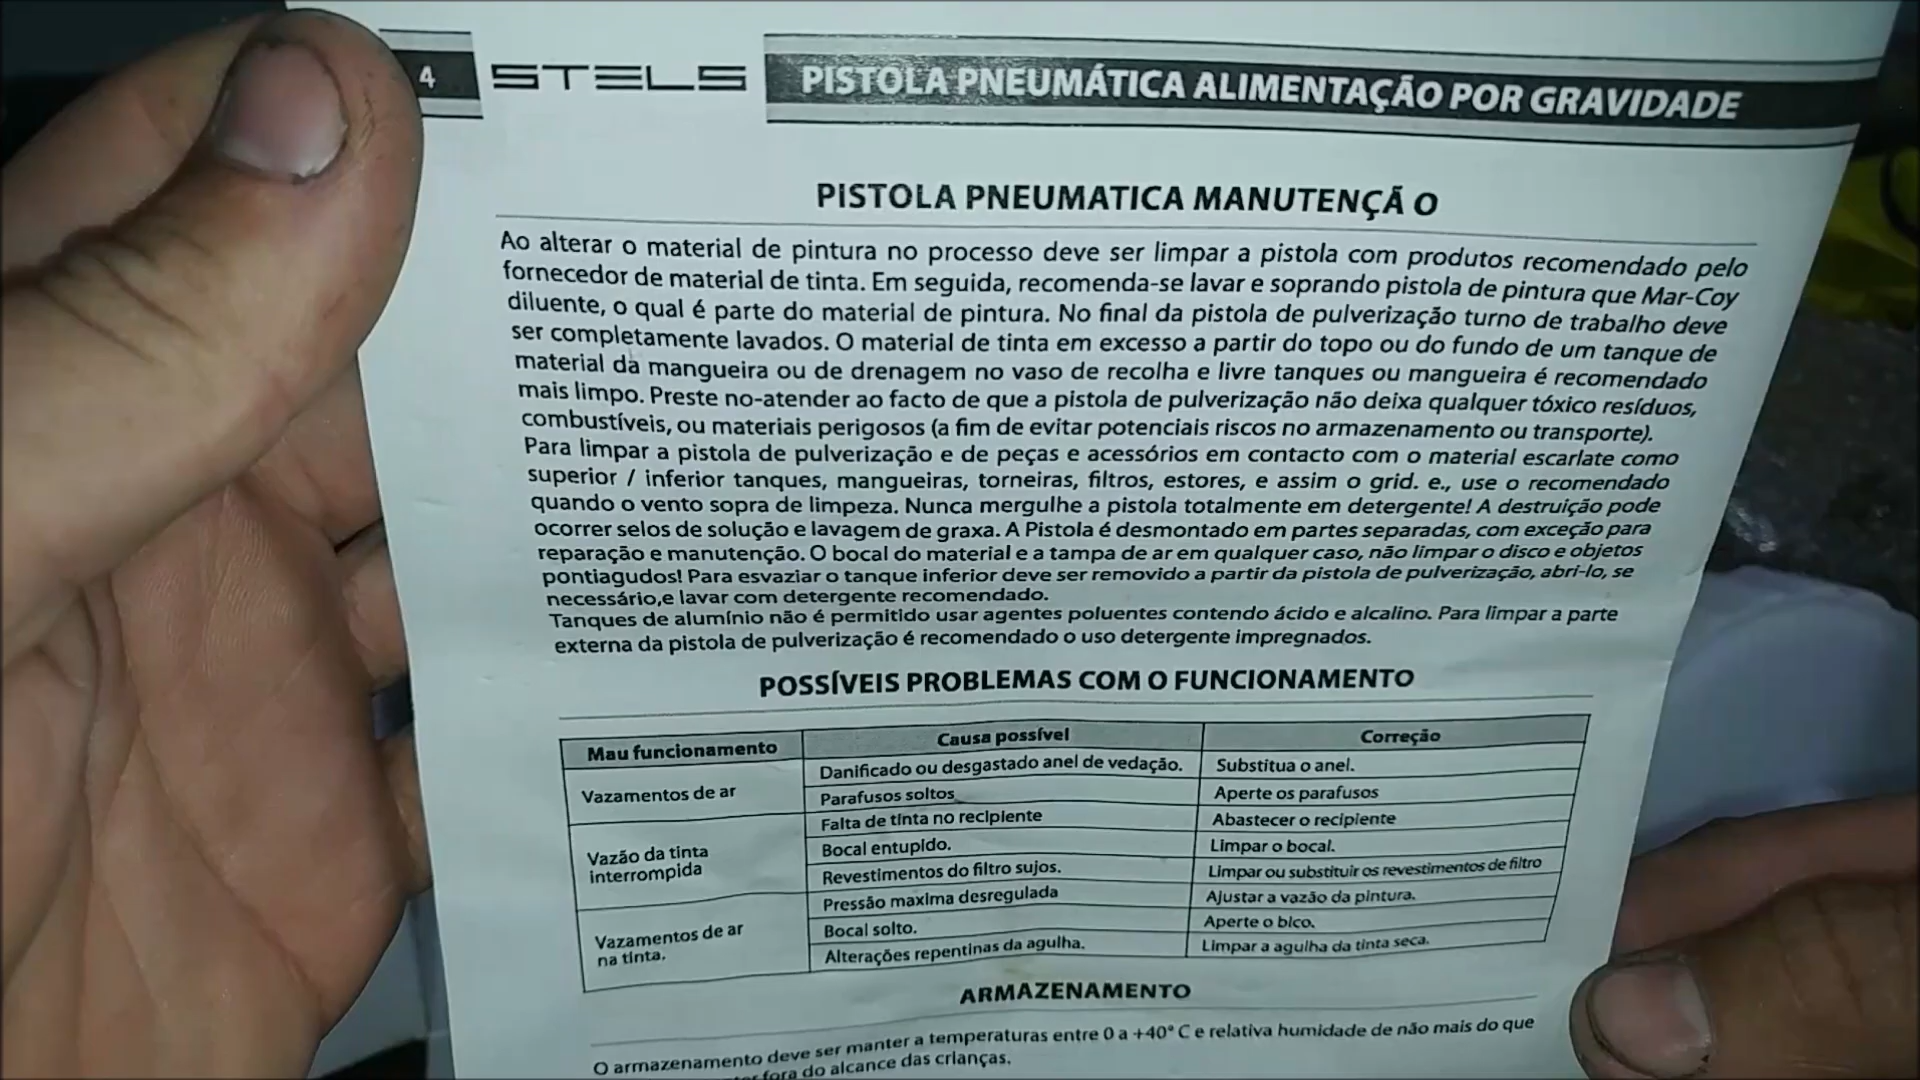 4
STELS
PISTOLA PNEUMÁTICA ALIMENTAÇÃO POR GRAVIDADE
PISTOLA PNEUMATICA MANUTENÇÃ O
Ao alterar o material de pintura no processo deve ser limpar a pistola com produtos recomendado pelo
fornecedor de material de tinta. Em seguida, recomenda-se lavar e soprando pistola de pintura que Mar-Coy
diluente, o qual é parte do material de pintura. No final da pistola de pulverização turno de trabalho deve
ser completamente lavados. O material de tinta em excesso a partir do topo ou do fundo de um tanque de
material da mangueira ou de drenagem no vaso de recolha e livre tanques ou mangueira é recomendado
mais limpo. Preste no-atender ao facto de que a pistola de pulverização não deixa qualquer tóxico resíduos,
combustíveis, ou materiais perigosos (a fim de evitar potenciais riscos no armazenamento ou transporte).
Para limpar a pistola de pulverização e de peças e acessórios em contacto com o material escarlate como
superior / inferior tanques, mangueiras, torneiras, filtros, estores, e assim o grid. e., use o recomendado
quando o vento sopra de limpeza. Nunca mergulhe a pistola totalmente em detergente! A destruição pode
ocorrer selos de solução e lavagem de graxa. A Pistola é desmontado em partes separadas, com exceção para
reparação e manutenção. O bocal do material e a tampa de ar em qualquer caso, não limpar o disco e objetos
pontiagudos! Para esvaziar o tanque inferior deve ser removido a partir da pistola de pulverização, abri-lo, se
necessário,e lavar com detergente recomendado.
Tanques de alumínio não é permitido usar agentes poluentes contendo ácido e alcalino. Para limpar a parte
externa da pistola de pulverização é recomendado o uso detergente impregnados.
POSSÍVEIS PROBLEMAS COM O FUNCIONAMENTO
Mau funcionamento Causa possível Correção
Vazamentos de ar
Danificado ou desgastado anel de vedação. Substitua o anel.
Parafusos soltos Aperte os parafusos
Vazão da tinta
interrompida
Falta de tinta no recipiente Abastecer o recipiente
Bocal entupido. Limpar o bocal.
Revestimentos do filtro sujos. Limpar ou substituir os revestimentos de filtro
Vazamentos de ar
na tinta.
Pressão maxima desregulada Ajustar a vazão da pintura.
Bocal solto. Aperte o bico.
Alterações repentinas da agulha. Limpar a agulha da tinta seca.
ARMAZENAMENTO
O armazenamento deve ser manter a temperaturas entre 0 a +40° C e relativa humidade de não mais do que
fora do alcance das crianças.